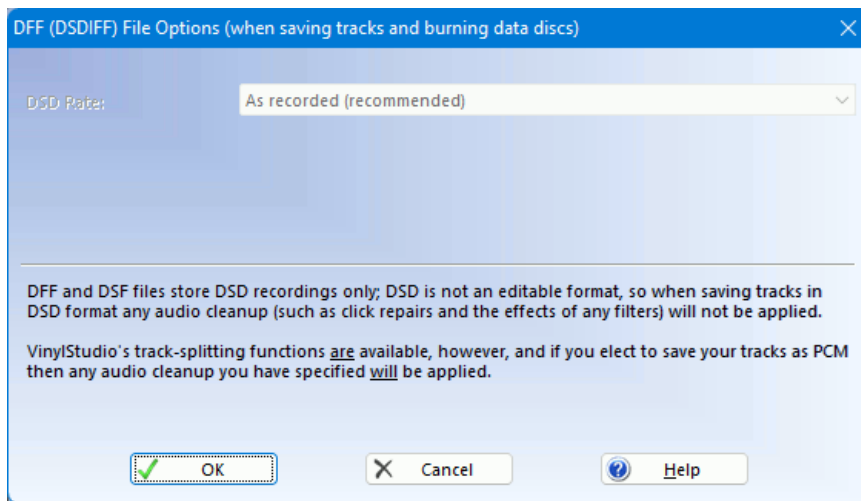 DFF (DSDIFF) File Options (when saving tracks and burning data discs)
DSD Rate: As recorded (recommended)
DFF and DSF files store DSD recordings only; DSD is not an editable format, so when saving tracks in
DSD format any audio cleanup (such as click repairs and the effects of any filters) will not be applied.
VinylStudio's track-splitting functions are available, however, and if you elect to save your tracks as PCM
then any audio cleanup you have specified will be applied.
OK Cancel Help